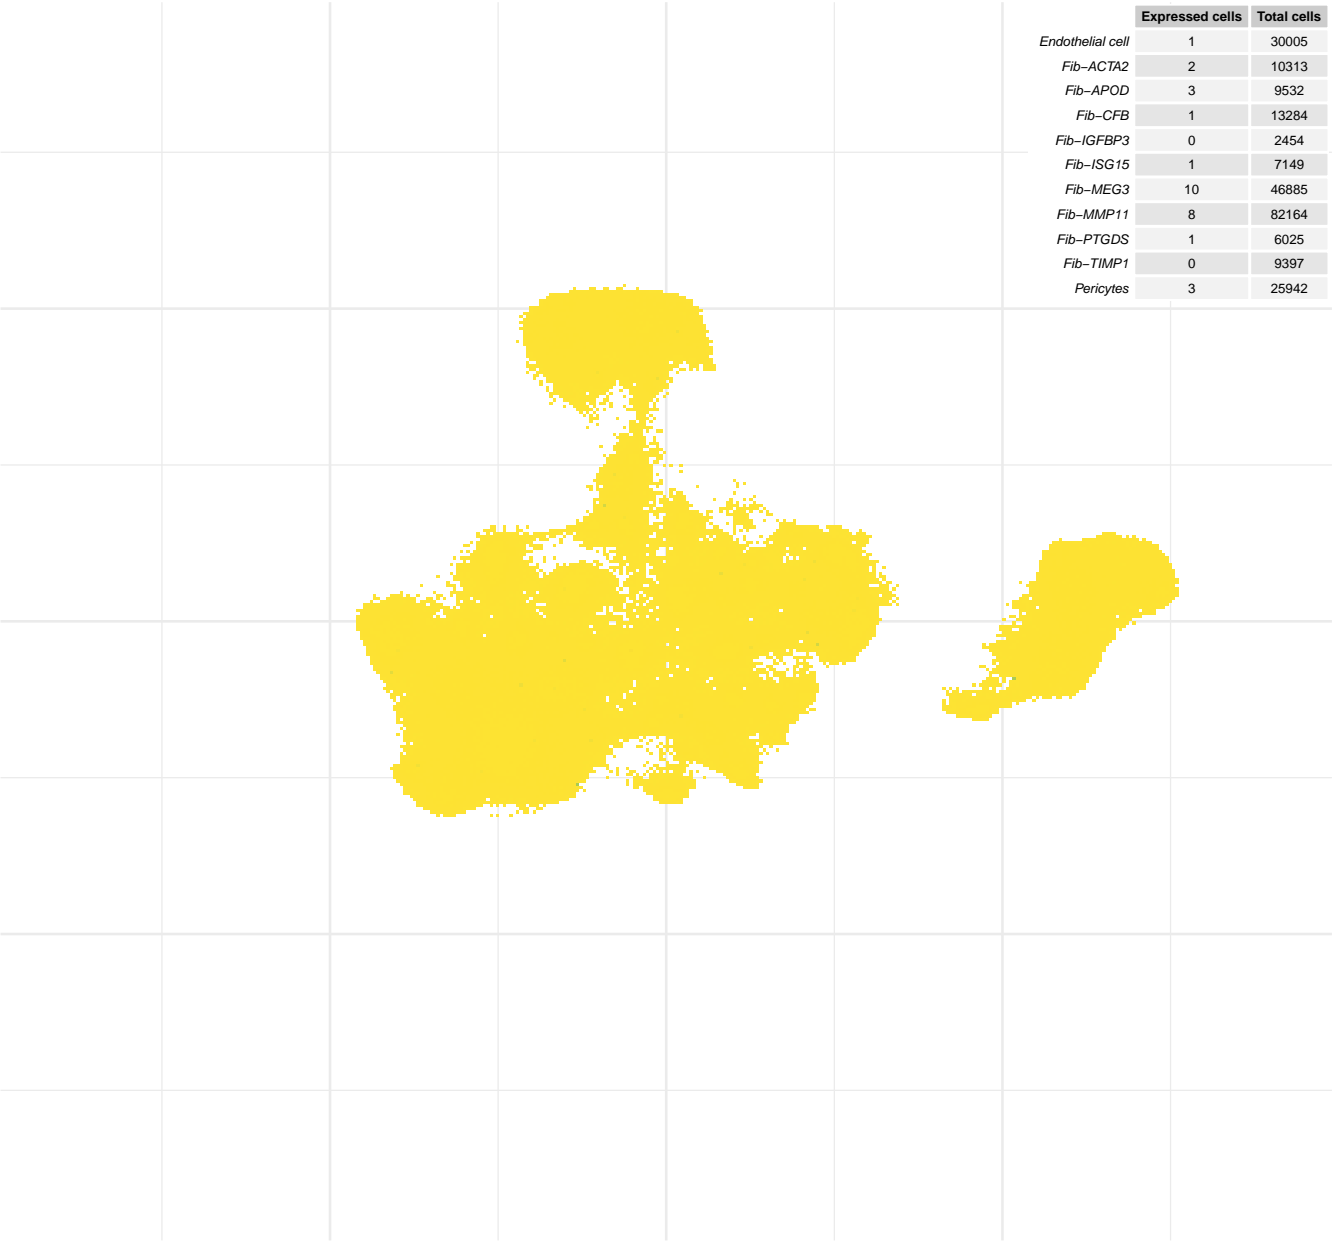 Expressed cells Total cells
Endothelial cell 1 30005
Fib−ACTA2 2 10313
Fib−APOD 3 9532
Fib−CFB 1 13284
Fib−IGFBP3 0 2454
Fib−ISG15 1 7149
Fib−MEG3 10 46885
Fib−MMP11 8 82164
Fib−PTGDS 1 6025
Fib−TIMP1 0 9397
Pericytes 3 25942